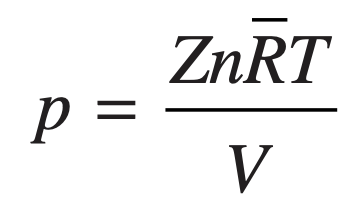 p = ZnR̅T / V